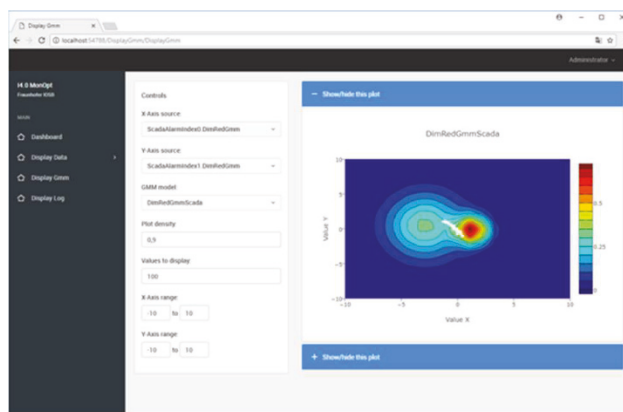 Display Gmm
localhost:54788/DisplayGmm/DisplayGmm
Administrator
I4.0 MonOpt
Fraunhofer IOSB
MAIN
Dashboard
Display Data
Display Gmm
Display Log
Controls
X-Axis source
ScadaAlarmIndex0.DimRedGmm
Y-Axis source
ScadaAlarmIndex1.DimRedGmm
GMM model
DimRedGmmScada
Plot density
0,9
Values to display
100
X-Axis range
-10 to 10
Y-Axis range
-10 to 10
− Show/hide this plot
DimRedGmmScada
10
5
0
−5
−10
Value Y
−10 −5 0 5 10
Value X
0.5
0.25
0
+ Show/hide this plot